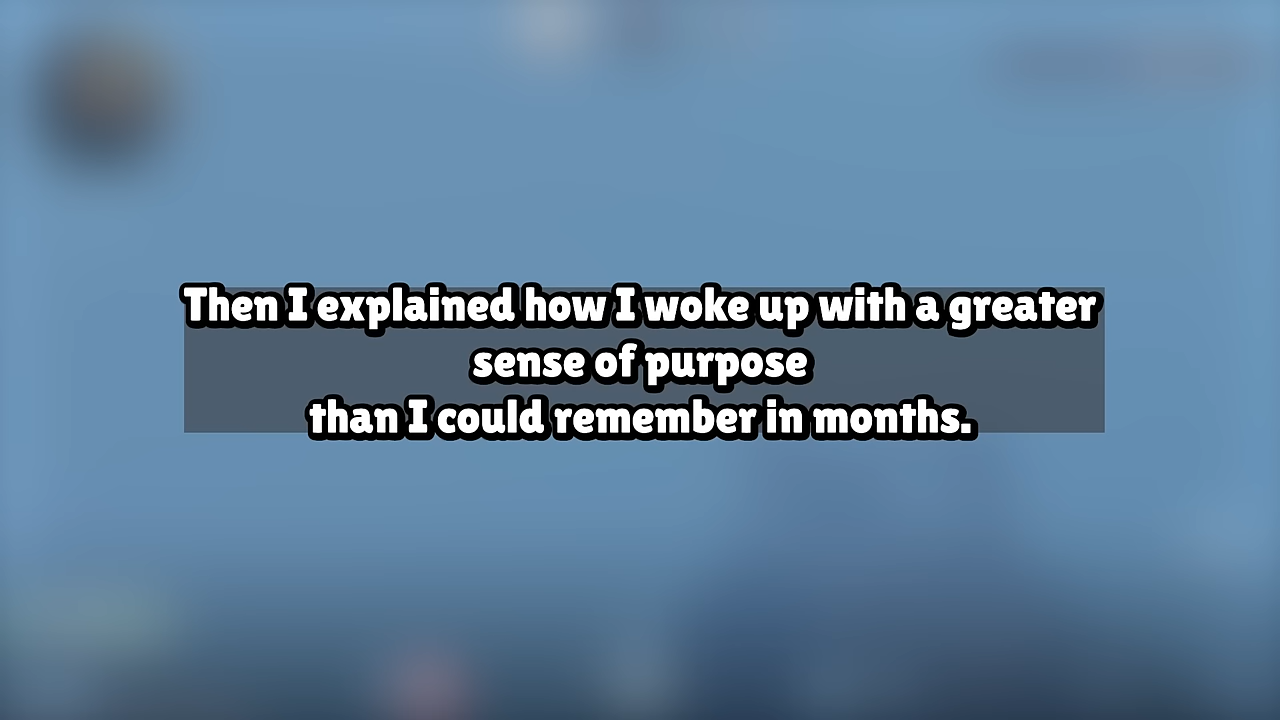 Then I explained how I woke up with a greater
sense of purpose
than I could remember in months.